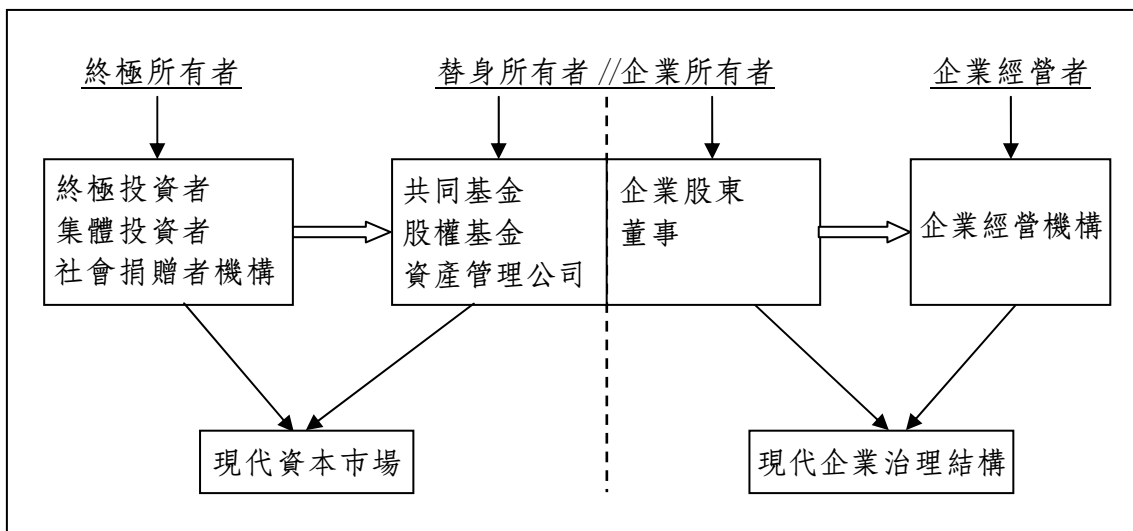 終極所有者
替身所有者//企業所有者
企業經營者
終極投資者
集體投資者
社會捐贈者機構
共同基金
股權基金
資產管理公司
企業股東
董事
企業經營機構
現代資本市場
現代企業治理結構